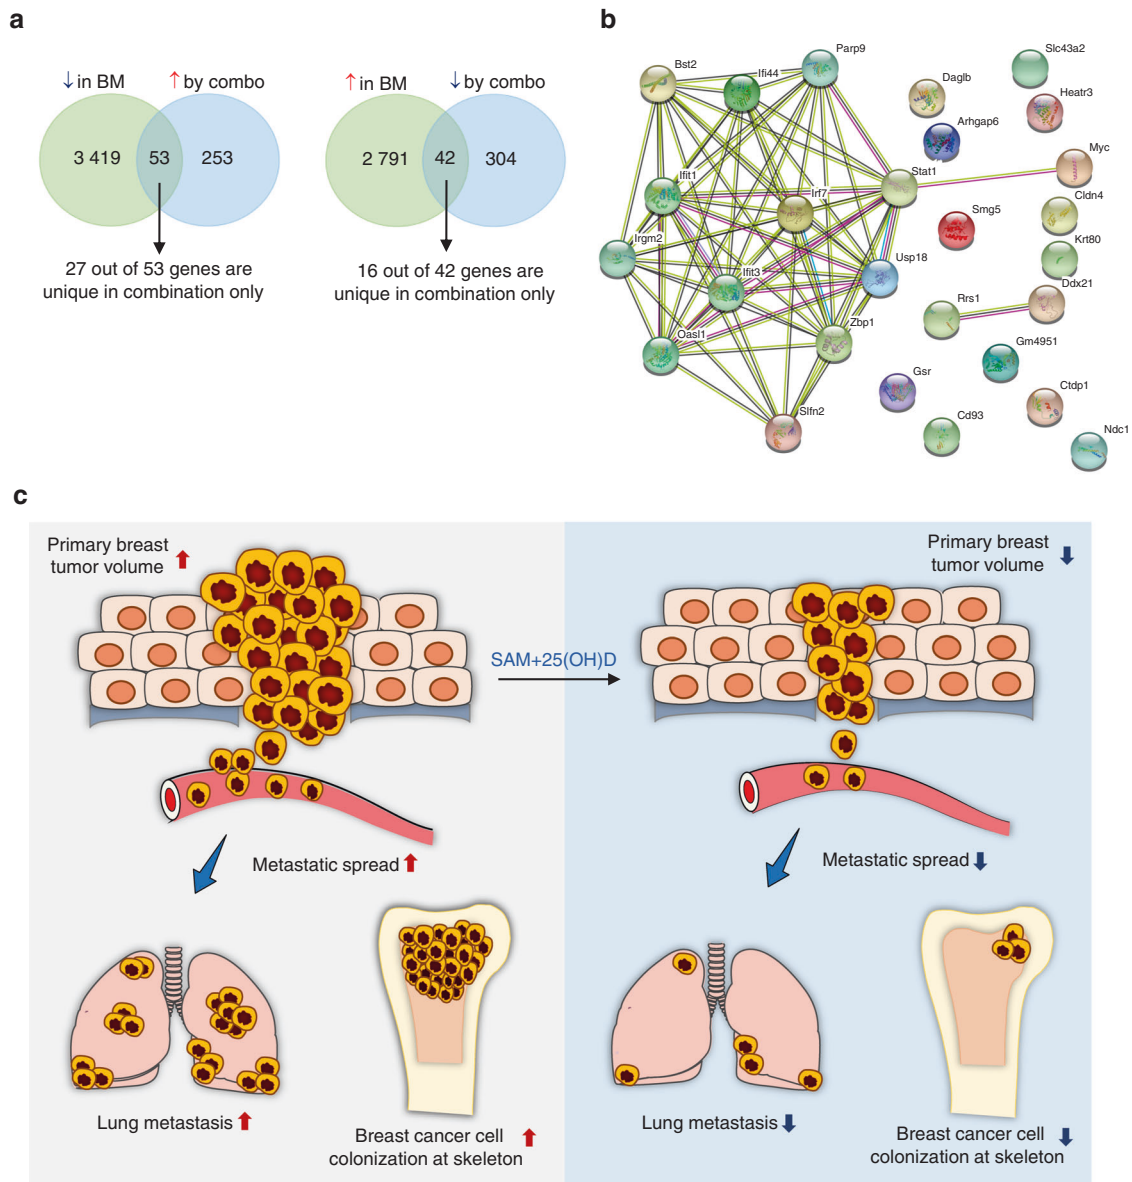 a
↓ in BM
↑ by combo
3 419
53
253
27 out of 53 genes are
unique in combination only
↑ in BM
↓ by combo
2 791
42
304
16 out of 42 genes are
unique in combination only
b
Bst2
Ifi44
Parp9
Slc43a2
Daglb
Heatr3
Arhgap6
Myc
Ifit1
Irf7
Stat1
Cldn4
Smg5
Irgm2
Krt80
Usp18
Ifit3
Ddx21
Rrs1
Oasl1
Zbp1
Gm4951
Gsr
Ctdp1
Slfn2
Cd93
Ndc1
c
Primary breast
tumor volume
Primary breast
tumor volume
SAM+25(OH)D
Metastatic spread
Metastatic spread
Lung metastasis
Breast cancer cell
colonization at skeleton
Lung metastasis
Breast cancer cell
colonization at skeleton